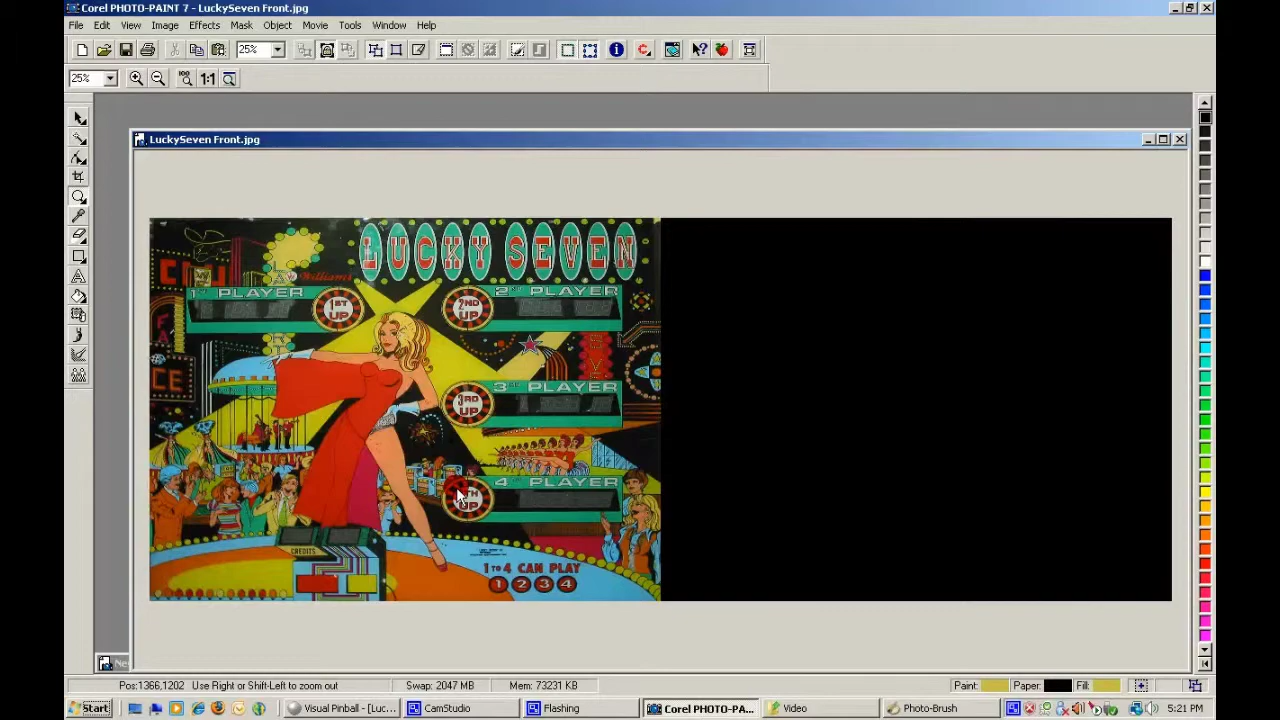 Corel PHOTO-PAINT 7 - LuckySeven Front.jpg
File Edit View Image Effects Mask Object Movie Tools Window Help
25%
25% 100 1:1
LuckySeven Front.jpg
LUCKY SEVEN
Williams
1ST PLAYER 1ST UP 2ND UP 2ND PLAYER
3RD PLAYER
3RD UP
4TH PLAYER
4TH UP
CREDITS
1 TO 4 CAN PLAY
1 2 3 4
Pos:1366,1202 Use Right or Shift-Left to zoom out Swap: 2047 MB Mem: 73231 KB Paint: Paper: Fill:
Start Visual Pinball - [Luc... CamStudio Flashing Corel PHOTO-PA... Video Photo-Brush 5:21 PM